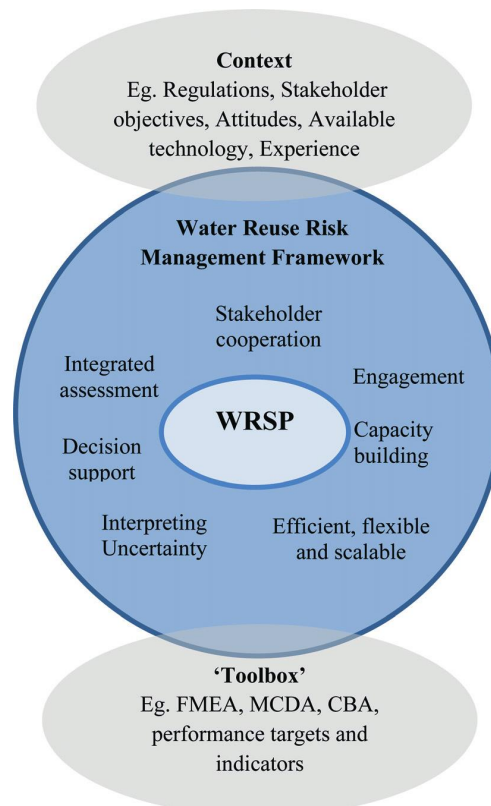 Context
Eg. Regulations, Stakeholder
objectives, Attitudes, Available
technology, Experience
Water Reuse Risk
Management Framework
Stakeholder
cooperation
Integrated
assessment
Engagement
WRSP
Capacity
building
Decision
support
Interpreting
Uncertainty
Efficient, flexible
and scalable
‘Toolbox’
Eg. FMEA, MCDA, CBA,
performance targets and
indicators